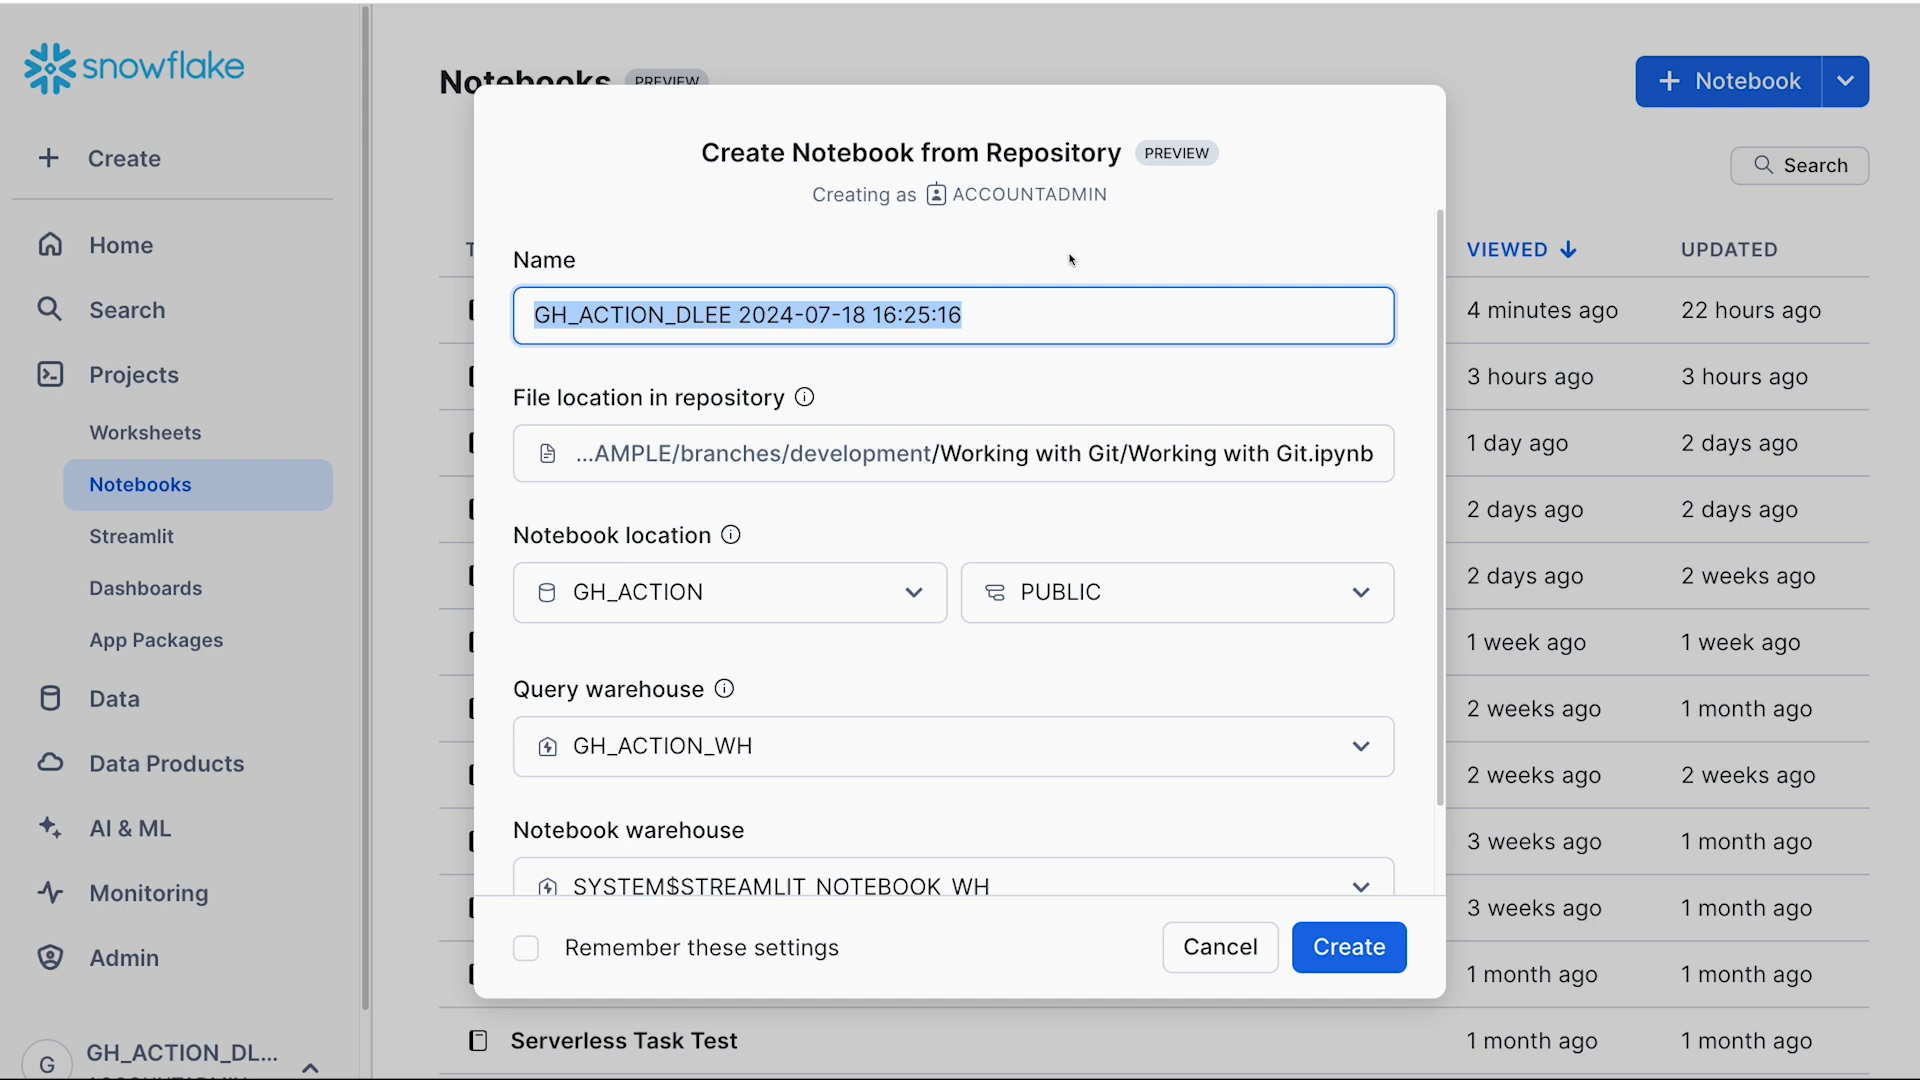 snowflake
Create
Home
Search
Projects
Worksheets
Notebooks
Streamlit
Dashboards
App Packages
Data
Data Products
AI & ML
Monitoring
Admin
G
GH_ACTION_DL...
ACCOUNTADMIN
Notebooks PREVIEW
Notebook
Search
VIEWED UPDATED
4 minutes ago 22 hours ago
3 hours ago 3 hours ago
1 day ago 2 days ago
2 days ago 2 days ago
2 days ago 2 weeks ago
1 week ago 1 week ago
2 weeks ago 1 month ago
2 weeks ago 2 weeks ago
3 weeks ago 1 month ago
3 weeks ago 1 month ago
1 month ago 1 month ago
Serverless Task Test 1 month ago 1 month ago
Create Notebook from Repository PREVIEW
Creating as ACCOUNTADMIN
Name
GH_ACTION_DLEE 2024-07-18 16:25:16
File location in repository
...AMPLE/branches/development/Working with Git/Working with Git.ipynb
Notebook location
GH_ACTION PUBLIC
Query warehouse
GH_ACTION_WH
Notebook warehouse
SYSTEM$STREAMLIT_NOTEBOOK_WH
Remember these settings Cancel Create